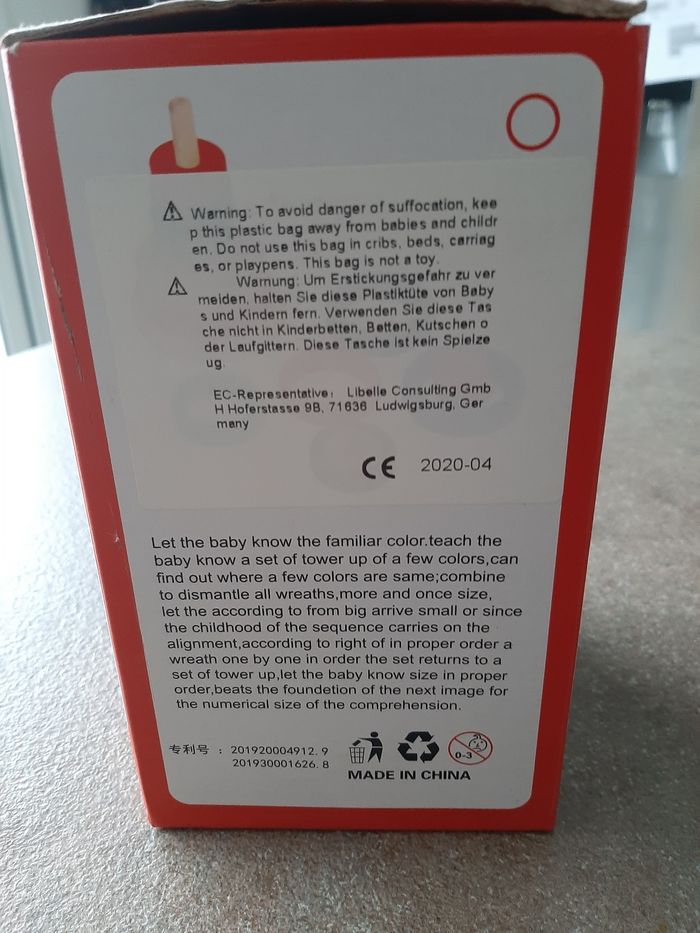 Warning: To avoid danger of suffocation, kee
p this plastic bag away from babies and childr
en. Do not use this bag in cribs, beds, carriag
es, or playpens. This bag is not a toy.
Warnung: Um Erstickungsgefahr zu ver
meiden, halten Sie diese Plastiktüte von Baby
s und Kindern fern. Verwenden Sie diese Tas
che nicht in Kinderbetten, Betten, Kutschen o
der Laufgittern. Diese Tasche ist kein Spielze
ug.
EC-Representative: Libelle Consulting Gmb
H Hoferstasse 9B, 71636 Ludwigsburg, Ger
many
CE 2020-04
Let the baby know the familiar color.teach the
baby know a set of tower up of a few colors,can
find out where a few colors are same;combine
to dismantle all wreaths,more and once size,
let the according to from big arrive small or since
the childhood of the sequence carries on the
alignment,according to right of in proper order a
wreath one by one in order the set returns to a
set of tower up,let the baby know size in proper
order,beats the foundetion of the next image for
the numerical size of the comprehension.
专利号：201920004912.9
201930001626.8
0-3
MADE IN CHINA